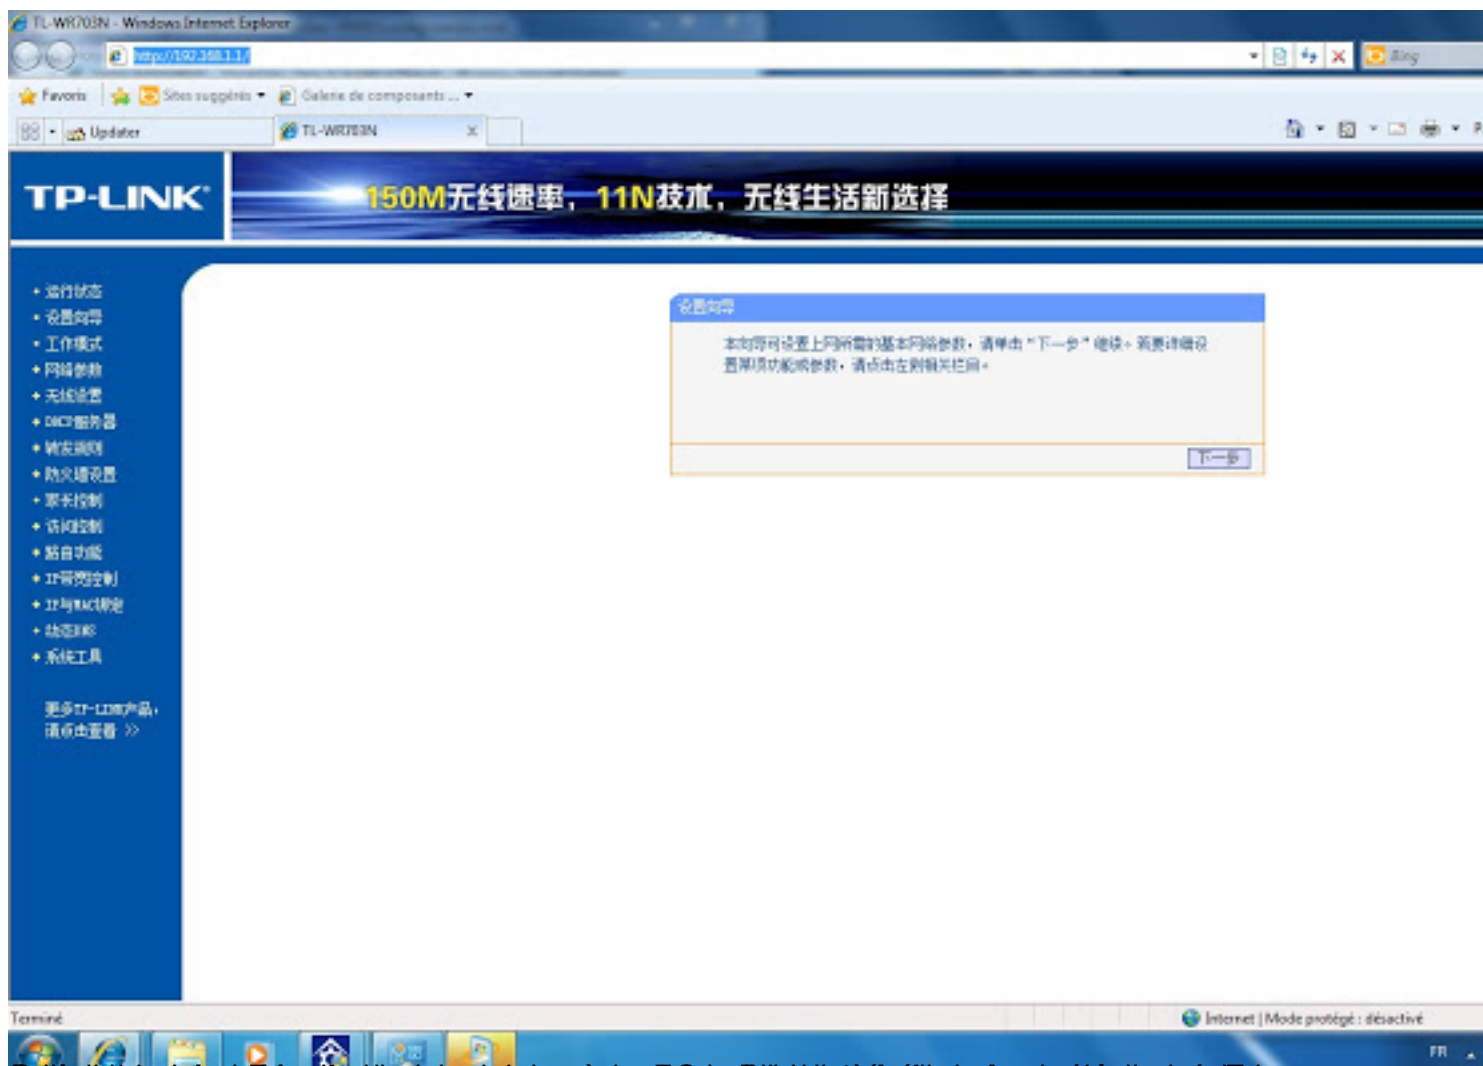 TL-WR703N - Windows Internet Explorer
http://192.168.1.1/
Bing
Favoris
Sites suggérés
Galerie de composants ...
Updater
TL-WR703N
TP-LINK
150M无线速率，11N技术，无线生活新选择
运行状态
设置向导
工作模式
网络参数
无线设置
DHCP服务器
转发规则
防火墙设置
家长控制
访问控制
路由功能
IP带宽控制
IP与MAC绑定
动态DNS
系统工具
更多TP-LINK产品，
请点击查看 >>
设置向导
本向导可设置上网所需的基本网络参数，请单击“下一步”继续。若要详细设
置某项功能或参数，请点击左侧相关栏目。
下一步
Terminé
Internet | Mode protégé : désactivé
FR